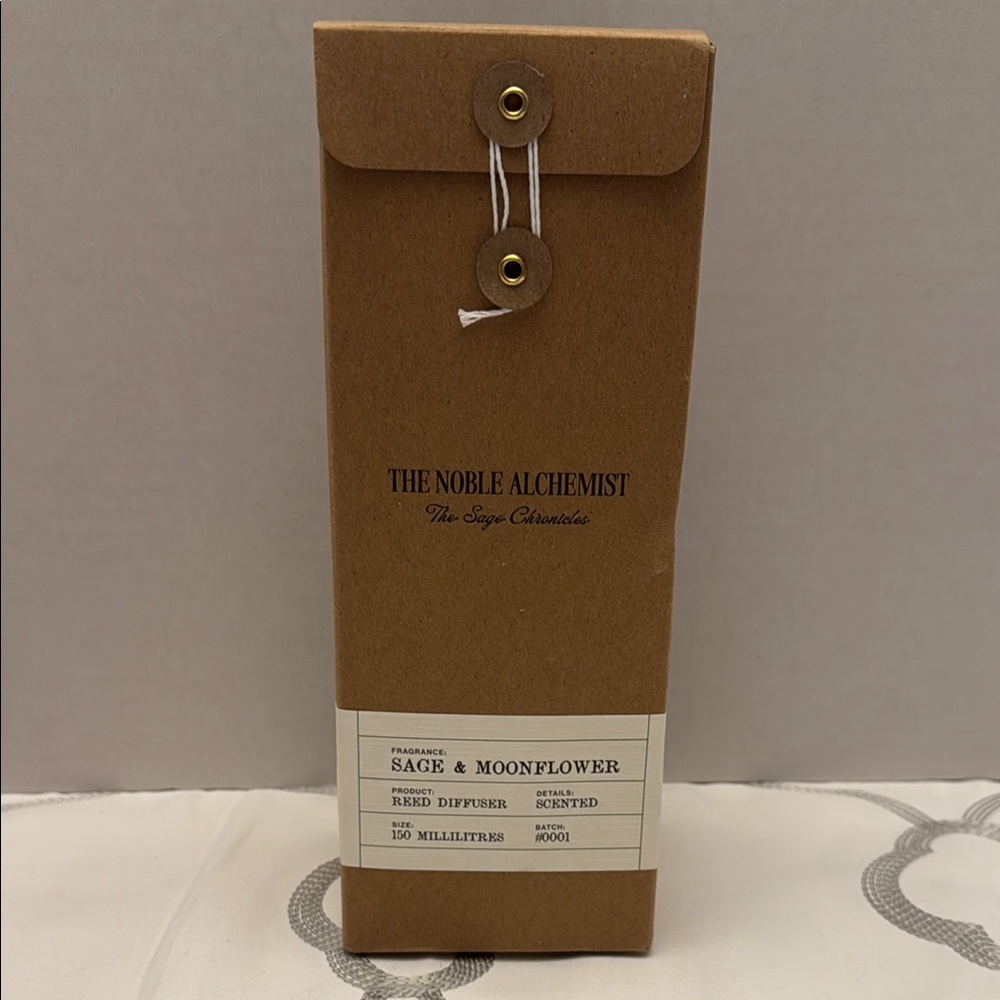 THE NOBLE ALCHEMIST
The Sage Chronicles
FRAGRANCE:
SAGE & MOONFLOWER
PRODUCT: DETAILS:
REED DIFFUSER SCENTED
SIZE: BATCH:
150 MILLILITRES #0001